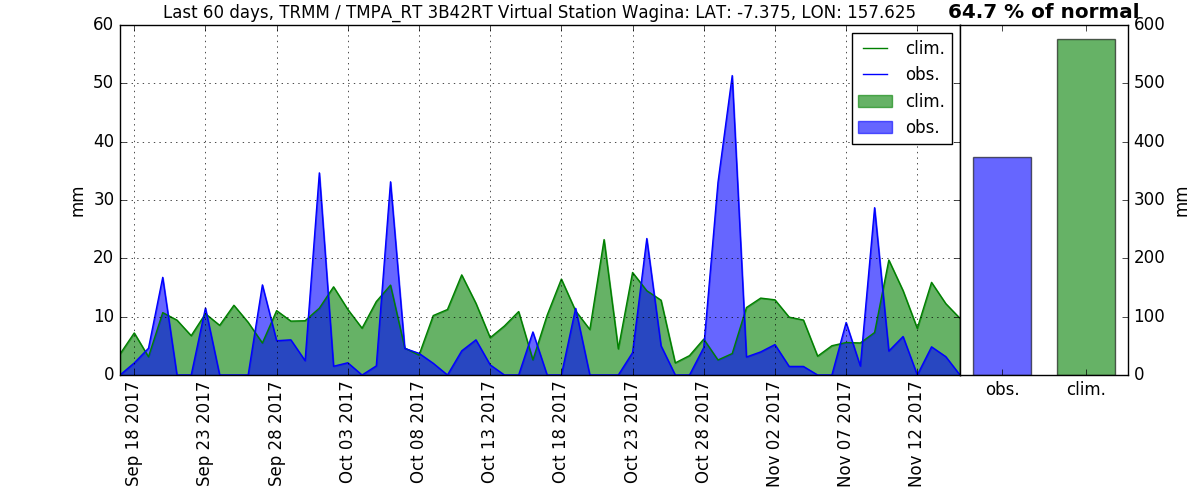 Last 60 days, TRMM / TMPA_RT 3B42RT Virtual Station Wagina: LAT: -7.375, LON: 157.625
64.7 % of normal
60
50
40
30
20
10
0
mm
clim.
obs.
clim.
obs.
600
500
400
300
200
100
0
mm
Sep 18 2017
Sep 23 2017
Sep 28 2017
Oct 03 2017
Oct 08 2017
Oct 13 2017
Oct 18 2017
Oct 23 2017
Oct 28 2017
Nov 02 2017
Nov 07 2017
Nov 12 2017
obs.
clim.